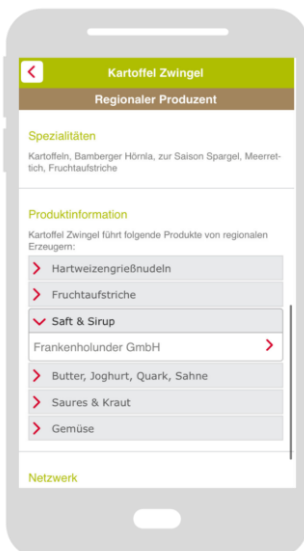 Kartoffel Zwingel
Regionaler Produzent
Spezialitäten
Kartoffeln, Bamberger Hörnla, zur Saison Spargel, Meerret-
tich, Fruchtaufstriche
Produktinformation
Kartoffel Zwingel führt folgende Produkte von regionalen
Erzeugern:
Hartweizengrießnudeln
Fruchtaufstriche
Saft & Sirup
Frankenholunder GmbH
Butter, Joghurt, Quark, Sahne
Saures & Kraut
Gemüse
Netzwerk